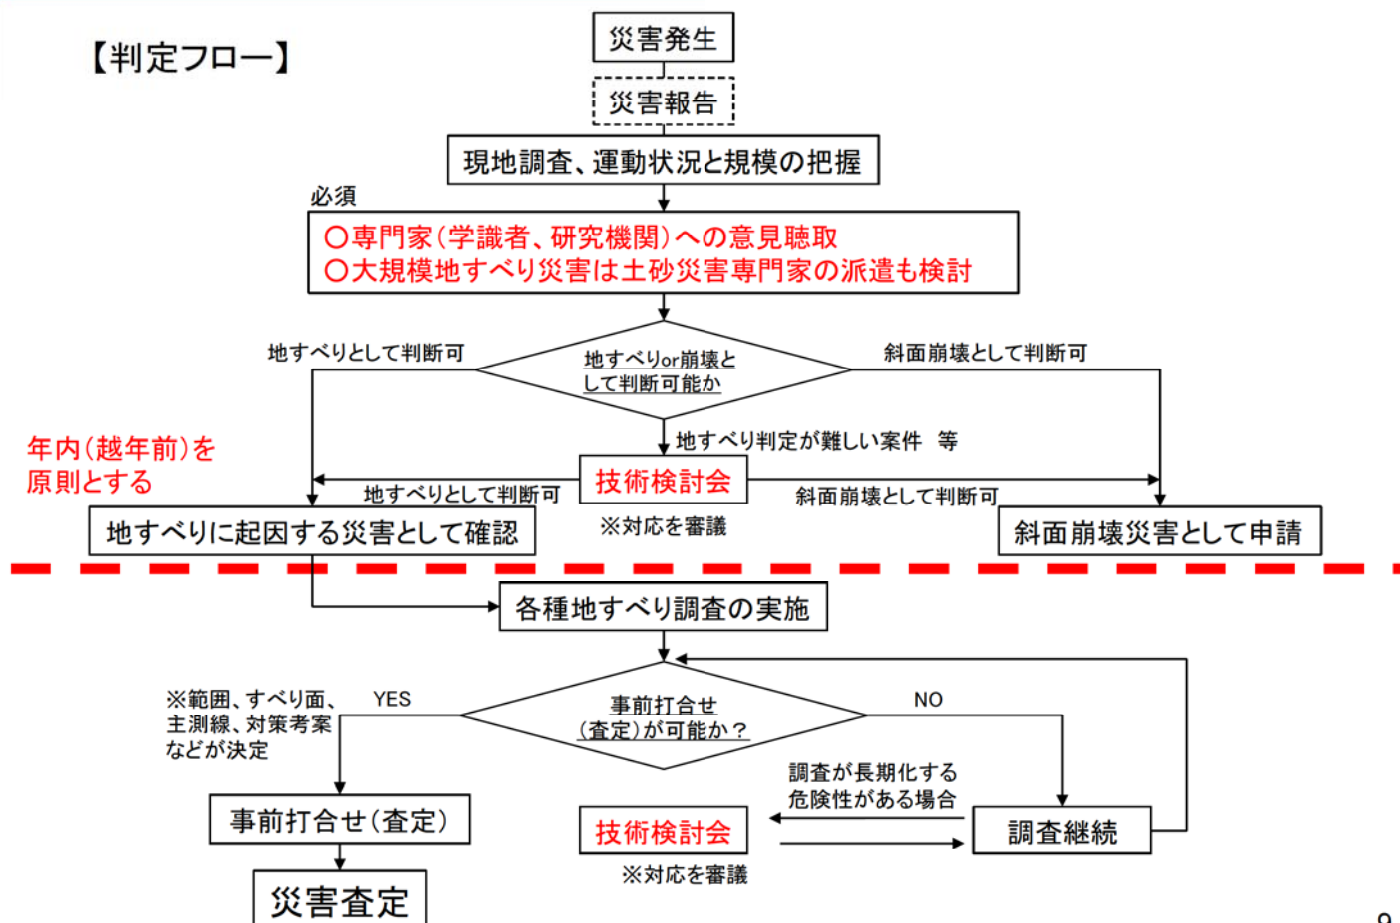 【判定フロー】
災害発生
災害報告
現地調査、運動状況と規模の把握
必須
○専門家(学識者、研究機関)への意見聴取
○大規模地すべり災害は土砂災害専門家の派遣も検討
地すべりとして判断可
地すべりor崩壊と
して判断可能か
斜面崩壊として判断可
地すべり判定が難しい案件 等
年内(越年前)を
原則とする
技術検討会
地すべりとして判断可
斜面崩壊として判断可
※対応を審議
地すべりに起因する災害として確認
斜面崩壊災害として申請
各種地すべり調査の実施
※範囲、すべり面、
主測線、対策考案
などが決定
YES
事前打合せ
(査定)が可能か?
NO
調査が長期化する
危険性がある場合
事前打合せ(査定)
技術検討会
調査継続
※対応を審議
災害査定
9